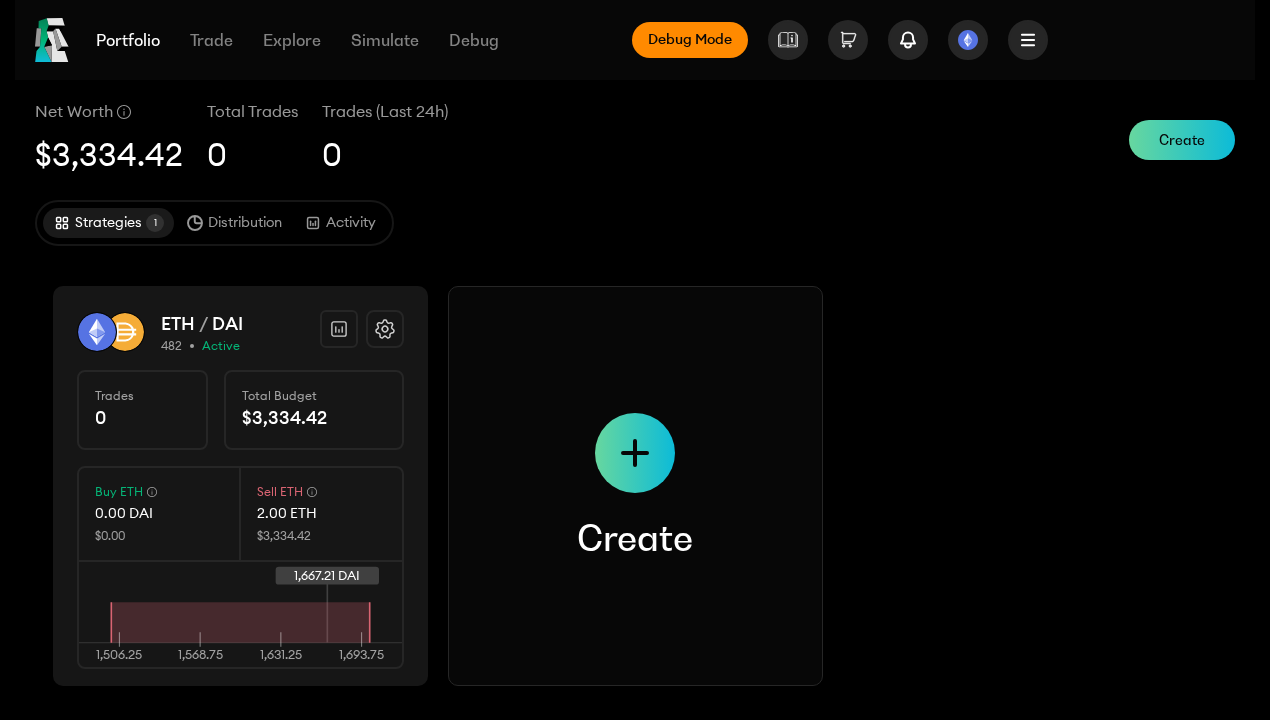 Portfolio
Trade
Explore
Simulate
Debug
Debug Mode
Net Worth
Total Trades
Trades (Last 24h)
$3,334.42
0
0
Create
Strategies 1
Distribution
Activity
ETH / DAI
482 • Active
Trades
0
Total Budget
$3,334.42
Buy ETH
0.00 DAI
$0.00
Sell ETH
2.00 ETH
$3,334.42
1,667.21 DAI
1,506.25
1,568.75
1,631.25
1,693.75
Create